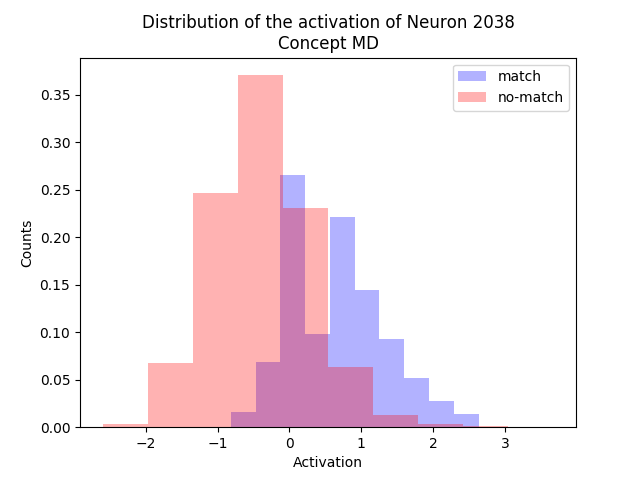 Distribution of the activation of Neuron 2038
Concept MD
match
no-match
Counts
0.35
0.30
0.25
0.20
0.15
0.10
0.05
0.00
−2
−1
0
1
2
3
Activation